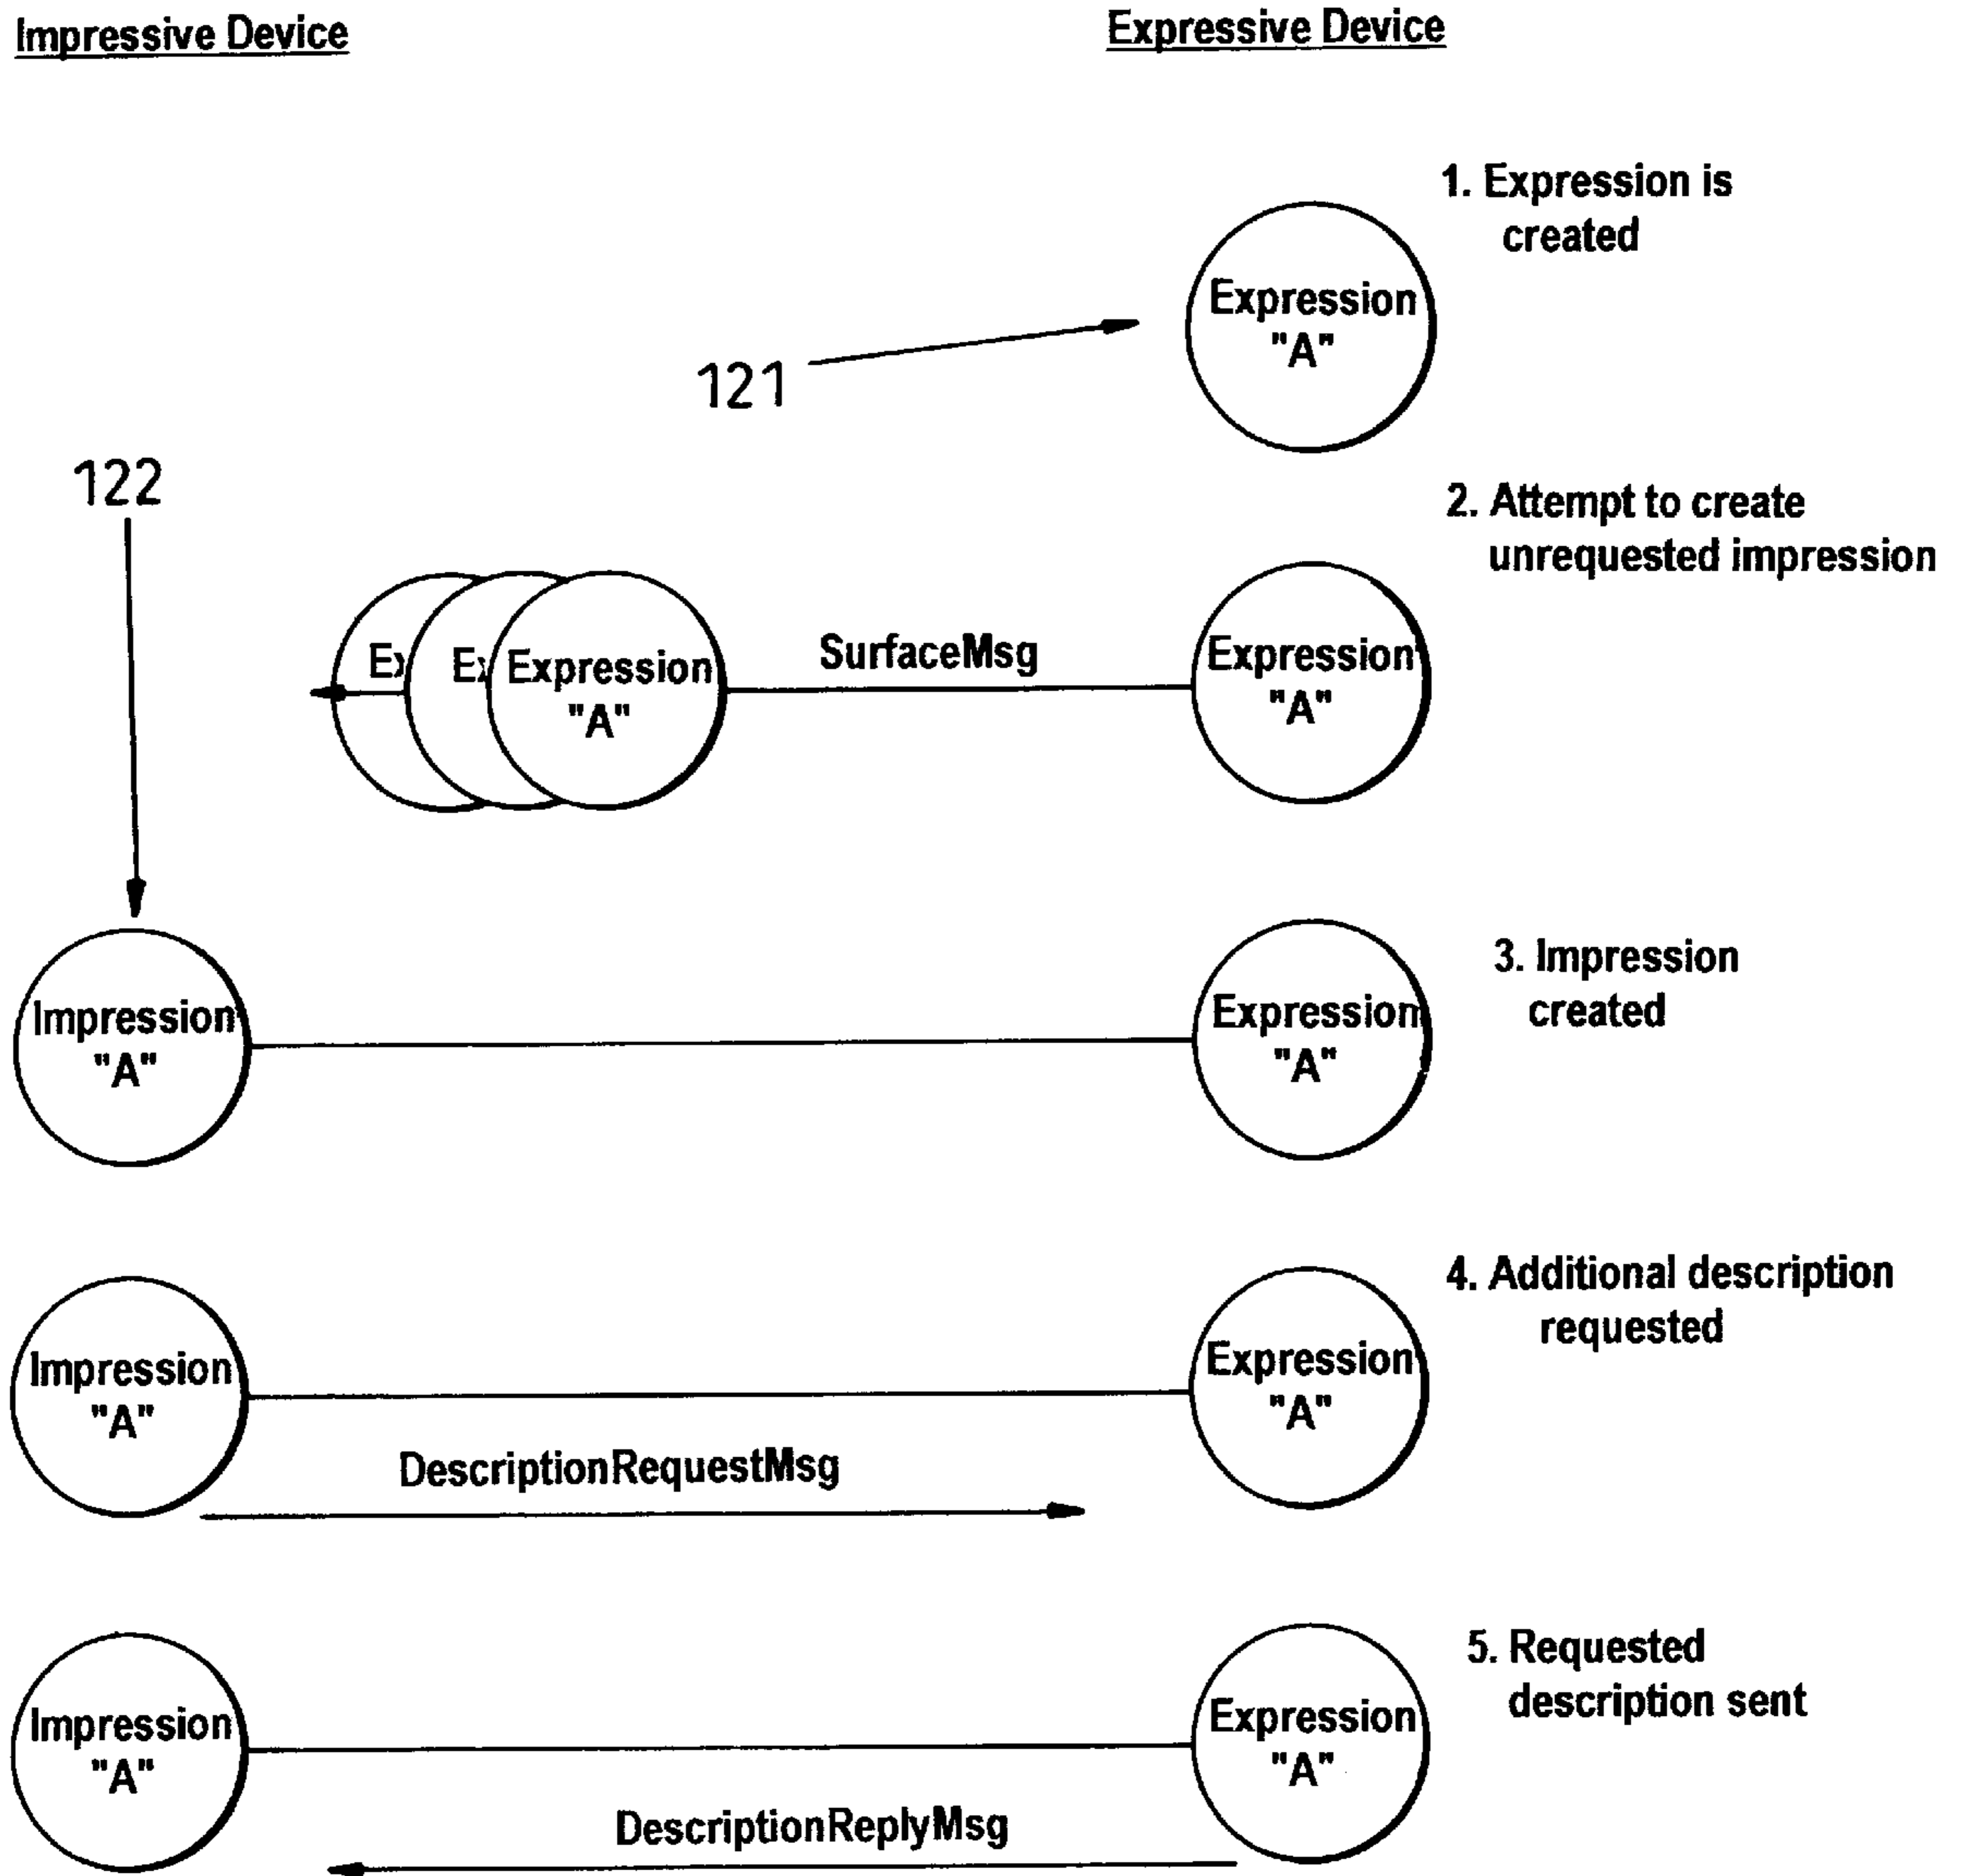 Impressive Device
Expressive Device
1. Expression is
created
Expression
"A"
121
122
2. Attempt to create
unrequested impression
Ex
Ex
Expression
"A"
SurfaceMsg
Expression
"A"
3. Impression
created
Impression
"A"
Expression
"A"
4. Additional description
requested
Impression
"A"
Expression
"A"
DescriptionRequestMsg
5. Requested
description sent
Impression
"A"
Expression
"A"
DescriptionReplyMsg